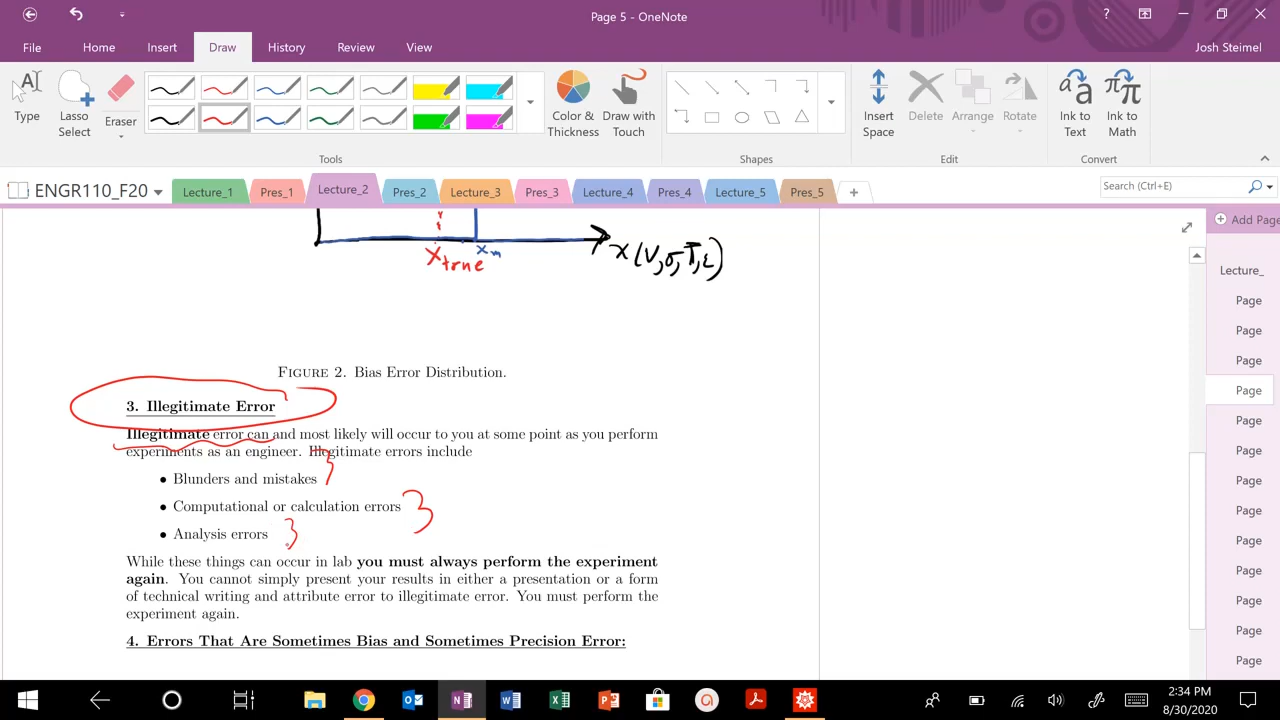 Page 5 - OneNote
?
File
Home
Insert
Draw
History
Review
View
Josh Steimel
Type
Lasso
Select
Eraser
Color &
Thickness
Draw with
Touch
Insert
Space
Delete
Arrange
Rotate
Ink to
Text
Ink to
Math
Tools
Shapes
Edit
Convert
ENGR110_F20
Lecture_1
Pres_1
Lecture_2
Pres_2
Lecture_3
Pres_3
Lecture_4
Pres_4
Lecture_5
Pres_5
Search (Ctrl+E)
Add Page
Lecture_
Page
Page
Page
Page
Page
Page
Page
Page
Page
Page
Page
Page
Page
Xtrue
xm
x(V,σ,T,ε)
Figure 2. Bias Error Distribution.
3. Illegitimate Error
Illegitimate error can and most likely will occur to you at some point as you perform
experiments as an engineer. Illegitimate errors include
• Blunders and mistakes
• Computational or calculation errors
• Analysis errors
While these things can occur in lab you must always perform the experiment
again. You cannot simply present your results in either a presentation or a form
of technical writing and attribute error to illegitimate error. You must perform the
experiment again.
4. Errors That Are Sometimes Bias and Sometimes Precision Error:
2:34 PM
8/30/2020